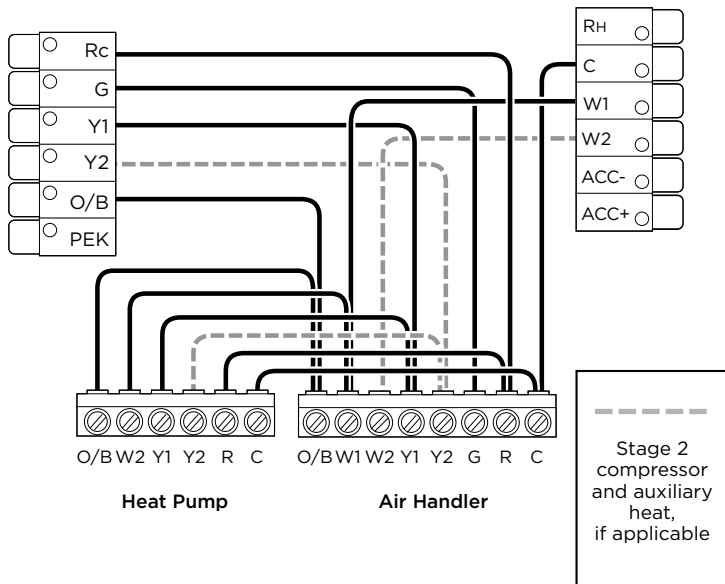 Rc
G
Y1
Y2
O/B
PEK
RH
C
W1
W2
ACC-
ACC+
O/B W2 Y1 Y2 R C
Heat Pump
O/B W1 W2 Y1 Y2 G R C
Air Handler
Stage 2
compressor
and auxiliary
heat,
if applicable